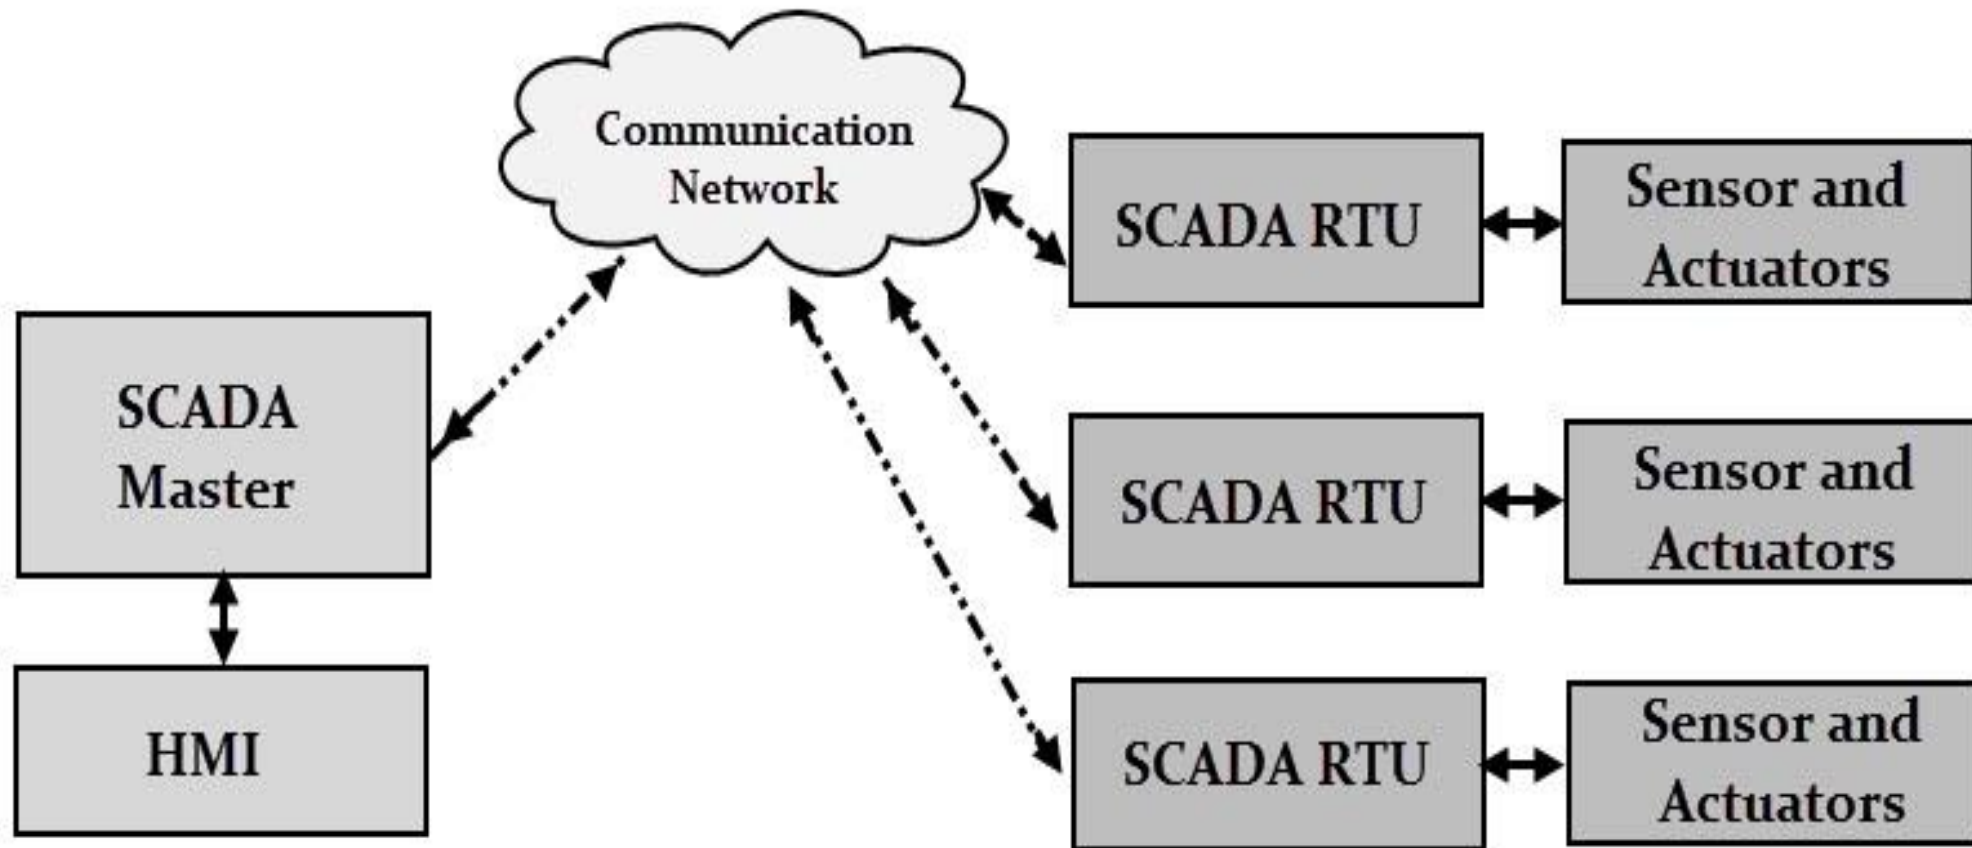 Communication
Network
SCADA RTU
Sensor and
Actuators
SCADA
Master
SCADA RTU
Sensor and
Actuators
HMI
SCADA RTU
Sensor and
Actuators